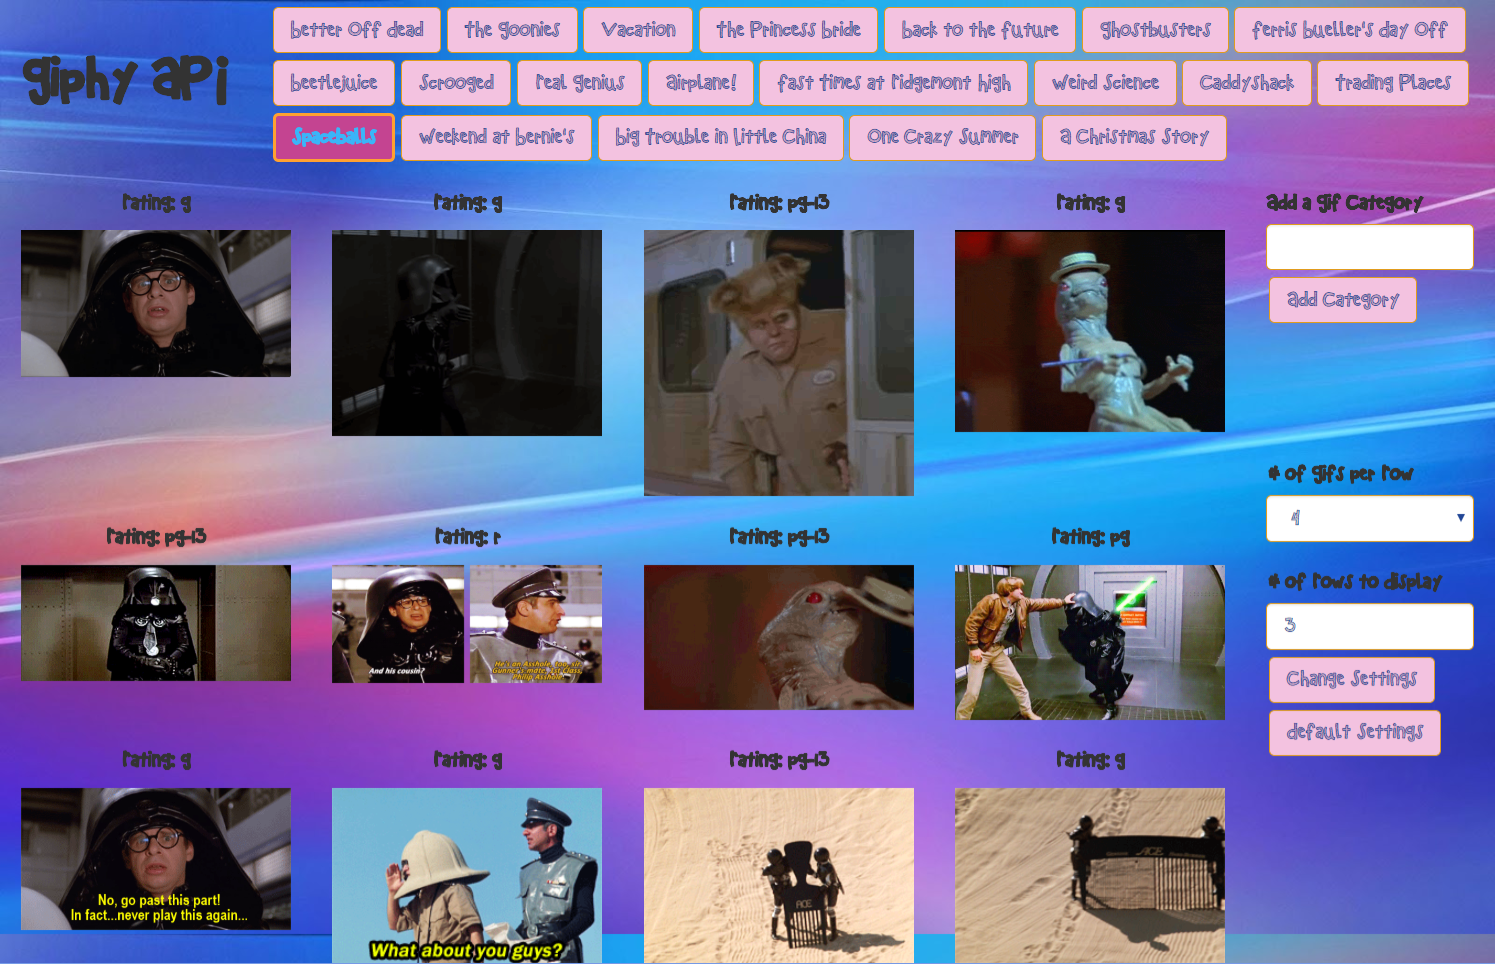 giphy api
better Off dead
the goonies
Vacation
the Princess bride
back to the future
ghostbusters
ferris bueller's day Off
beetlejuice
Scrooged
real genius
airplane!
fast times at ridgemont high
weird Science
Caddyshack
trading Places
Spaceballs
weekend at bernie's
big trouble in Little China
One Crazy Summer
a Christmas Story
rating: g
rating: g
rating: pg-13
rating: g
add a gif Category
add Category
# of gifs per row
4
# of rows to display
3
Change Settings
default Settings
rating: pg-13
rating: r
rating: pg-13
rating: pg
And his cousin?
He's an Asshole, too, sir.
Gunner's mate, 1st Class,
Philip Asshole.
rating: g
rating: g
rating: pg-13
rating: g
No, go past this part!
In fact...never play this again...
What about you guys?
ACE
ACE